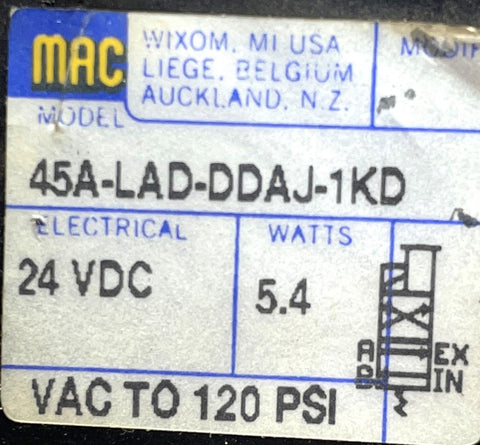 MAC
WIXOM, MI USA
LIEGE, BELGIUM
AUCKLAND, N.Z.
MODEL
45A-LAD-DDAJ-1KD
ELECTRICAL
24 VDC
WATTS
5.4
A
B
EX
IN
VAC TO 120 PSI